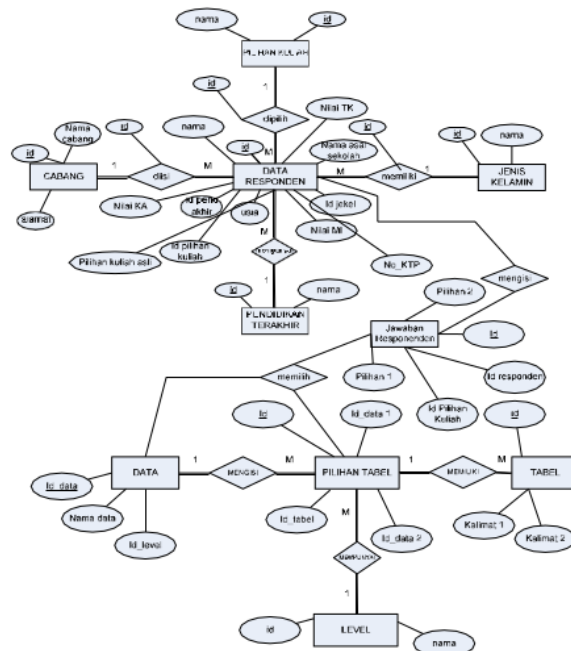 nama
id
PILIHAN KULIAH
id
1
dipilih
Nilai TK
Nama cabang
id
nama
id
M
Nama asal sekolah
id
nama
id
CABANG
1
diisi
M
DATA RESPONDEN
M
memiliki
1
JENIS KELAMIN
alamat
Nilai KA
Id pend akhir
usia
Id jekel
Pilihan kuliah asli
Id pilihan kuliah
M
Nilai MI
No_KTP
mengisi
1
id
nama
PENDIDIKAN TERAKHIR
Pilihan 2
Jawaban Respondenden
Id
memilih
Pilihan 1
Id responden
Id
Id_data 1
Id Pilihan Kuliah
id
DATA
1
MENGISI
M
PILIHAN TABEL
1
MEMILIKI
M
TABEL
Id_data
Nama data
Id_level
Id_tabel
M
Id_data 2
Kalimat 1
Kalimat 2
1
id
LEVEL
nama